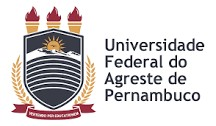 Universidade
Federal do
Agreste de
Pernambuco